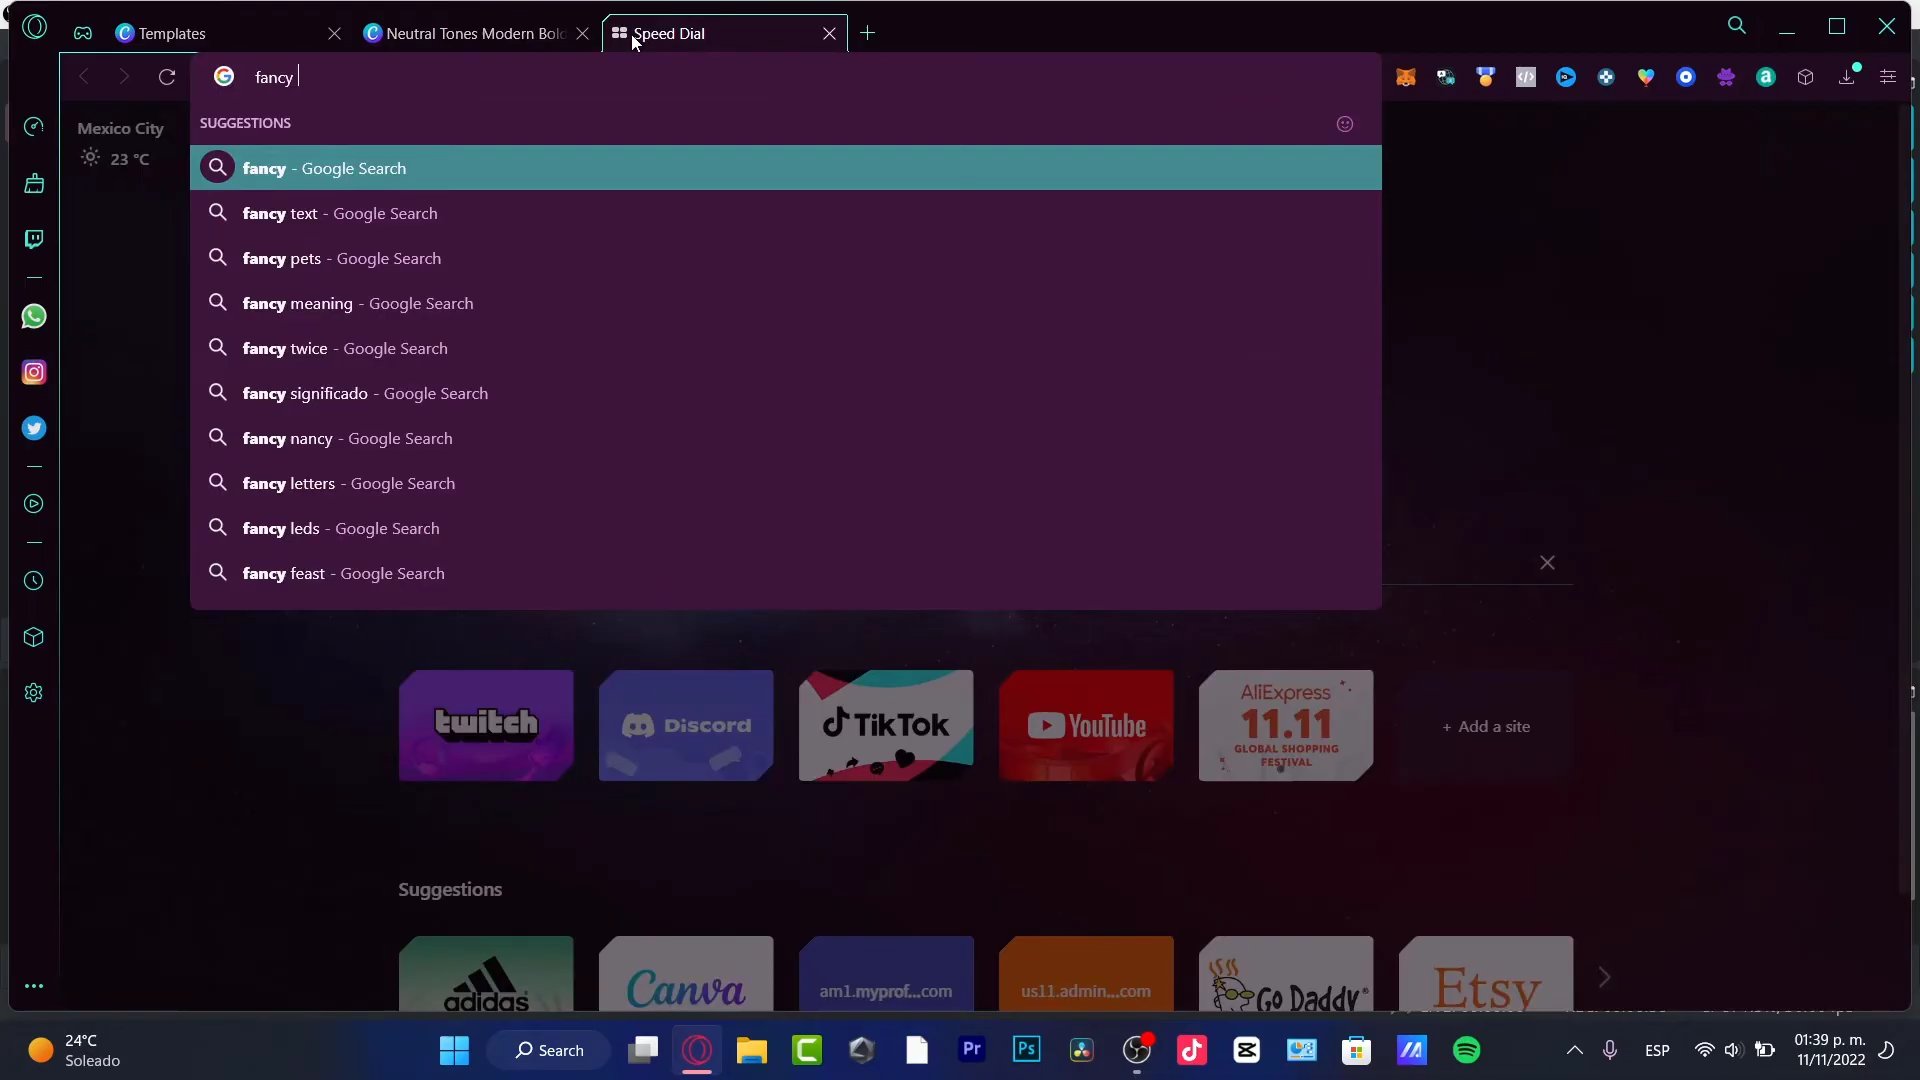 Templates
Neutral Tones Modern Bold
Speed Dial
fancy
Mexico City
23 °C
SUGGESTIONS
fancy - Google Search
fancy text - Google Search
fancy pets - Google Search
fancy meaning - Google Search
fancy twice - Google Search
fancy significado - Google Search
fancy nancy - Google Search
fancy letters - Google Search
fancy leds - Google Search
fancy feast - Google Search
twitch
Discord
TikTok
YouTube
AliExpress
11.11
GLOBAL SHOPPING
FESTIVAL
+ Add a site
Suggestions
adidas
Canva
am1.myprof...com
us11.admin...com
GoDaddy
Etsy
24°C
Soleado
Search
Pr
Ps
ESP
01:39 p. m.
11/11/2022